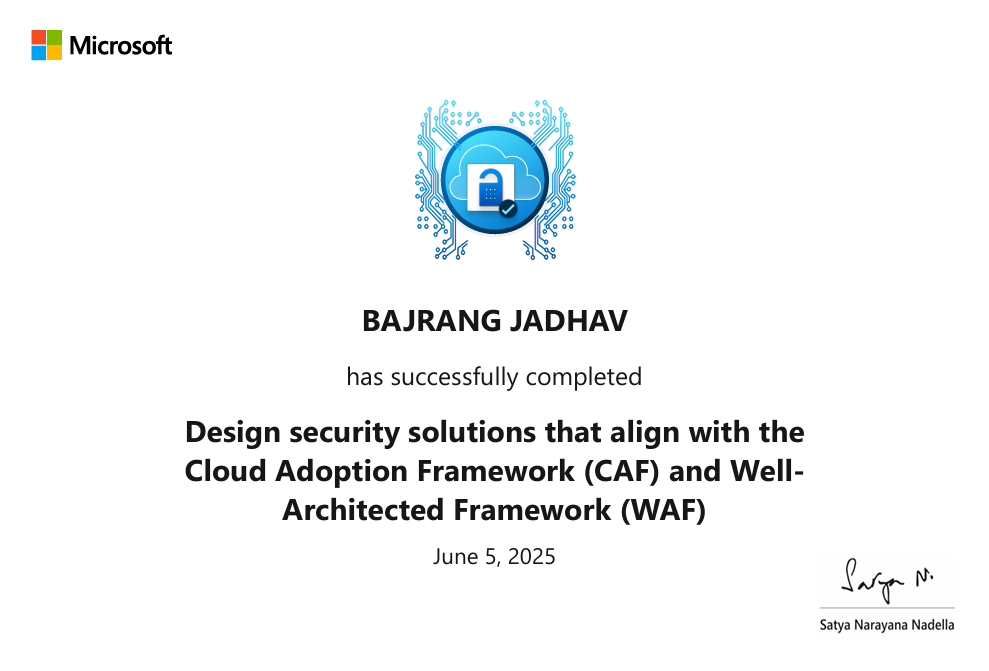 Microsoft
BAJRANG JADHAV
has successfully completed
Design security solutions that align with the
Cloud Adoption Framework (CAF) and Well-
Architected Framework (WAF)
June 5, 2025
Satya N.
Satya Narayana Nadella